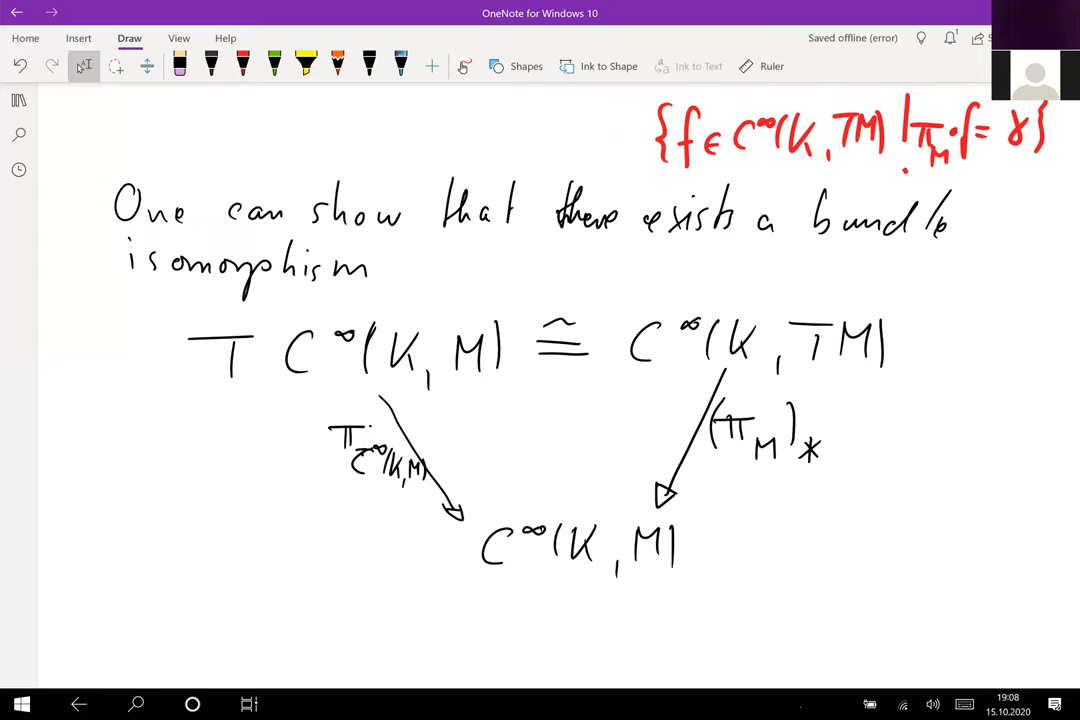 OneNote for Windows 10
Home Insert Draw View Help
Saved offline (error)
Shapes Ink to Shape Ink to Text Ruler
{f ∈ C^∞(K, TM) | π_M ∘ f = γ}
One can show that there exists a bundle
isomorphism
T C^∞(K, M) ≅ C^∞(K, TM)
π_{C^∞(K,M)} (π_M)_*
C^∞(K, M)
19:08
15.10.2020